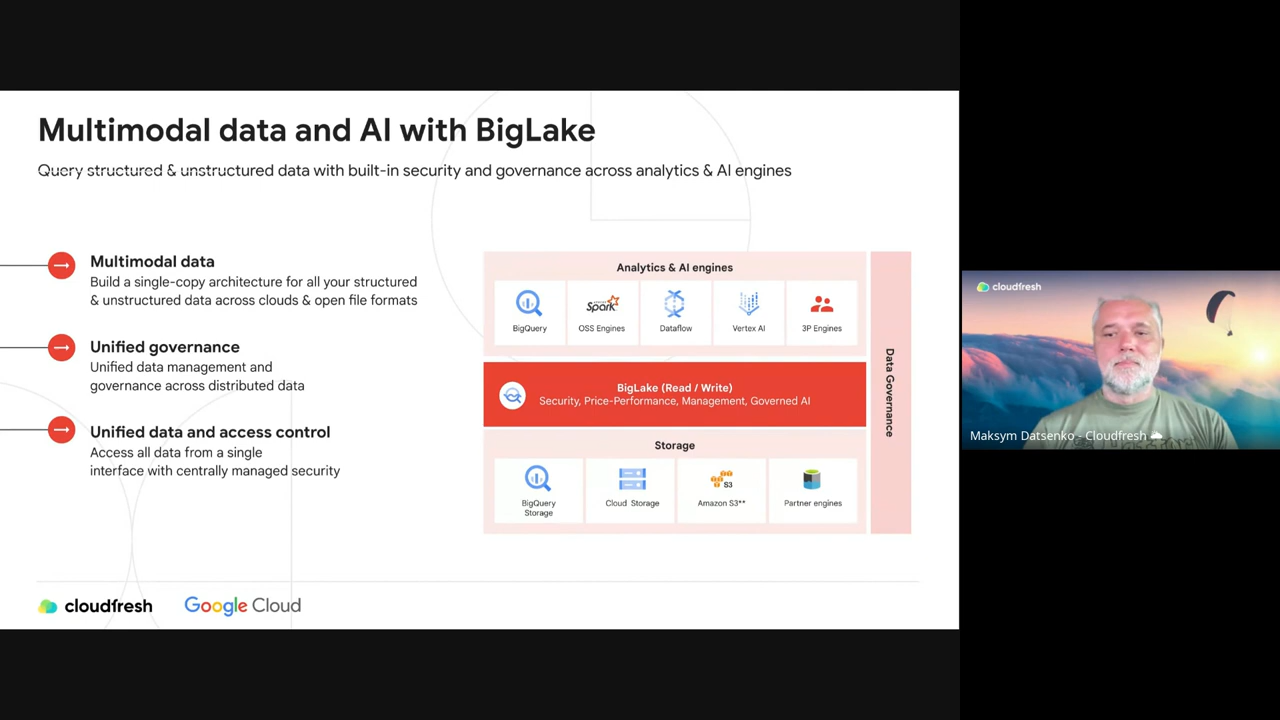 Multimodal data and AI with BigLake
Query structured & unstructured data with built-in security and governance across analytics & AI engines
Multimodal data
Build a single-copy architecture for all your structured
& unstructured data across clouds & open file formats
Unified governance
Unified data management and
governance across distributed data
Unified data and access control
Access all data from a single
interface with centrally managed security
Analytics & AI engines
BigQuery
Spark
OSS Engines
Dataflow
Vertex AI
3P Engines
BigLake (Read / Write)
Security, Price-Performance, Management, Governed AI
Storage
BigQuery
Storage
Cloud Storage
S3
Amazon S3**
Partner engines
Data Governance
cloudfresh
Google Cloud
cloudfresh
Maksym Datsenko - Cloudfresh